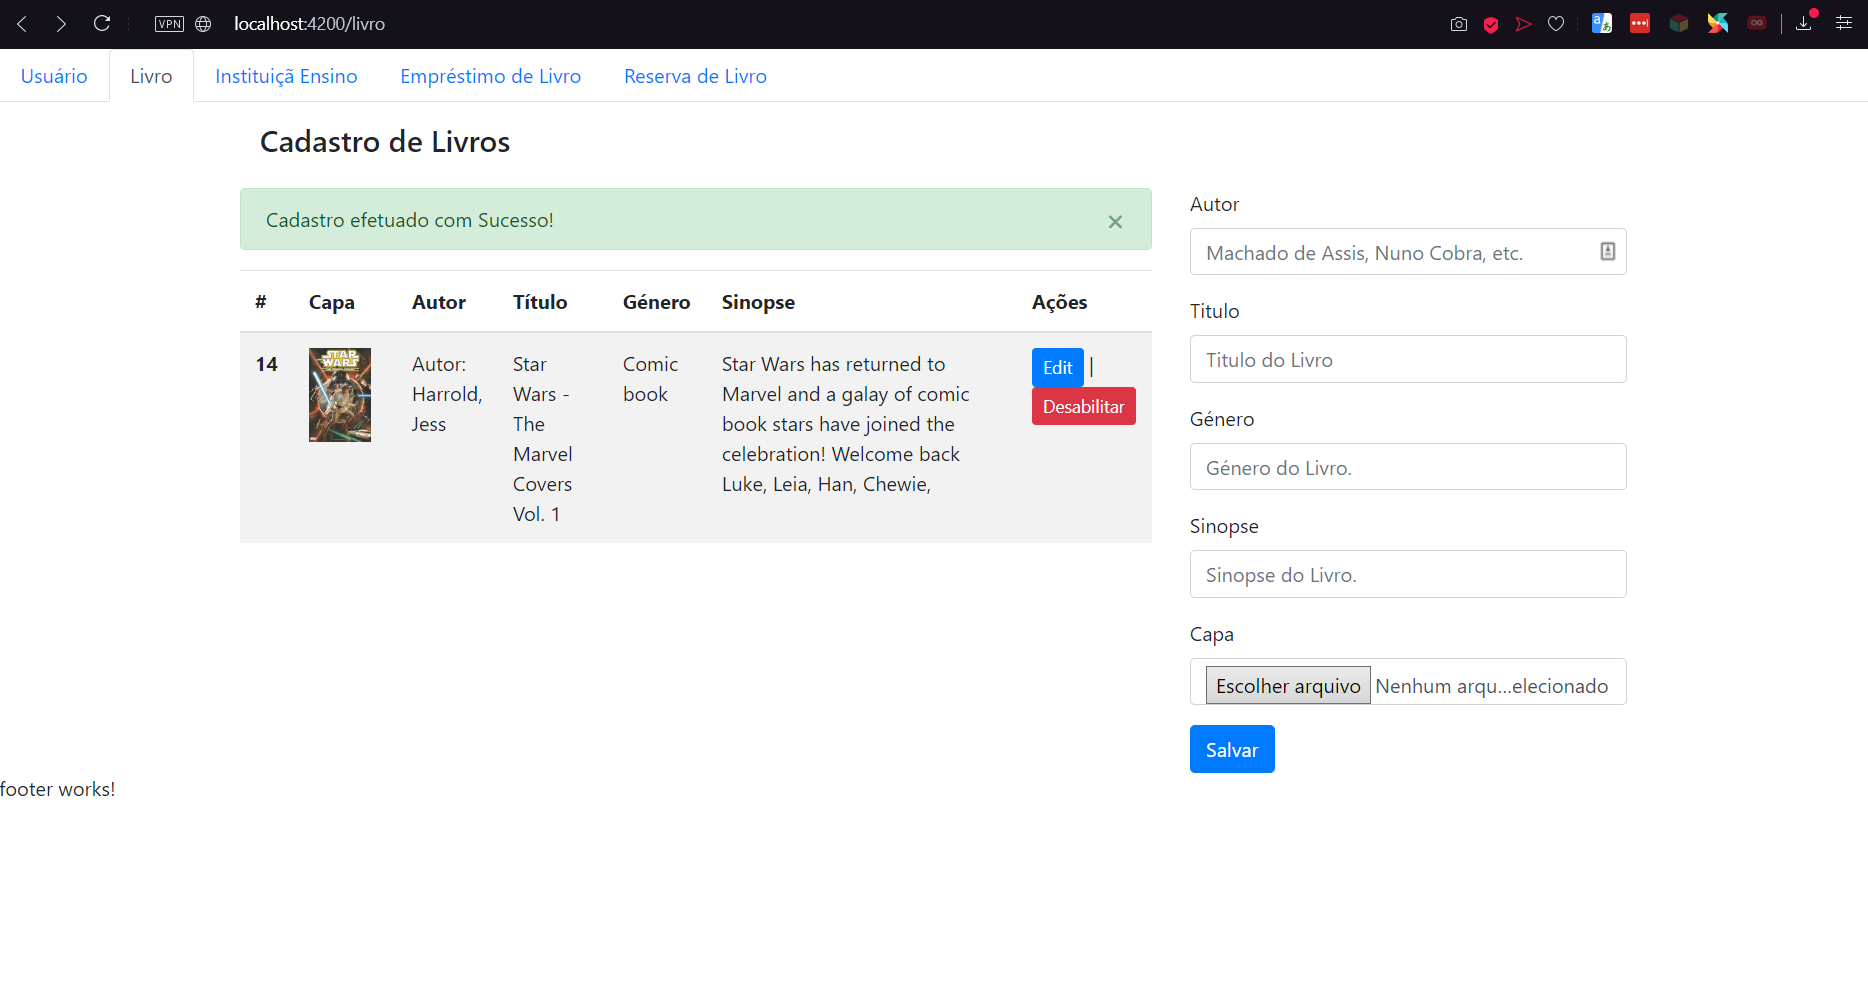 VPN
localhost:4200/livro
Usuário
Livro
Instituiçã Ensino
Empréstimo de Livro
Reserva de Livro
Cadastro de Livros
Cadastro efetuado com Sucesso!
×
# Capa Autor Título Género Sinopse Ações
14
STAR
WARS
Autor:
Harrold,
Jess
Star
Wars -
The
Marvel
Covers
Vol. 1
Comic
book
Star Wars has returned to
Marvel and a galay of comic
book stars have joined the
celebration! Welcome back
Luke, Leia, Han, Chewie,
Edit |
Desabilitar
Autor
Machado de Assis, Nuno Cobra, etc.
Titulo
Titulo do Livro
Género
Género do Livro.
Sinopse
Sinopse do Livro.
Capa
Escolher arquivo Nenhum arqu...elecionado
Salvar
footer works!